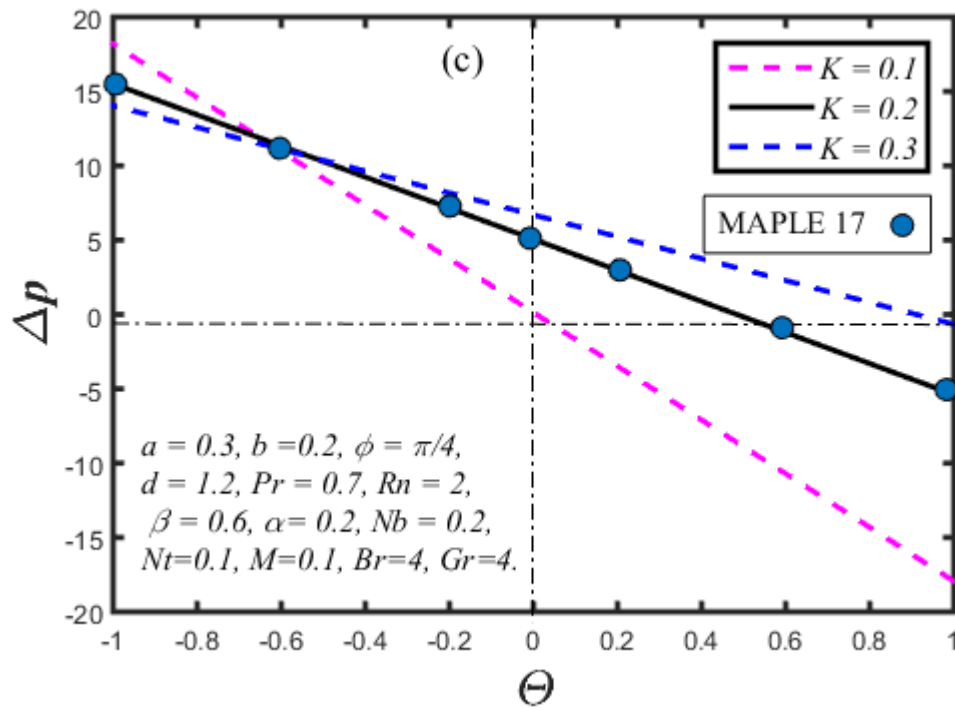 (c)
K = 0.1
K = 0.2
K = 0.3
MAPLE 17
Δp
20
15
10
5
0
-5
-10
-15
-20
a = 0.3, b =0.2, ϕ = π/4,
d = 1.2, Pr = 0.7, Rn = 2,
β = 0.6, α= 0.2, Nb = 0.2,
Nt=0.1, M=0.1, Br=4, Gr=4.
-1 -0.8 -0.6 -0.4 -0.2 0 0.2 0.4 0.6 0.8 1
Θ